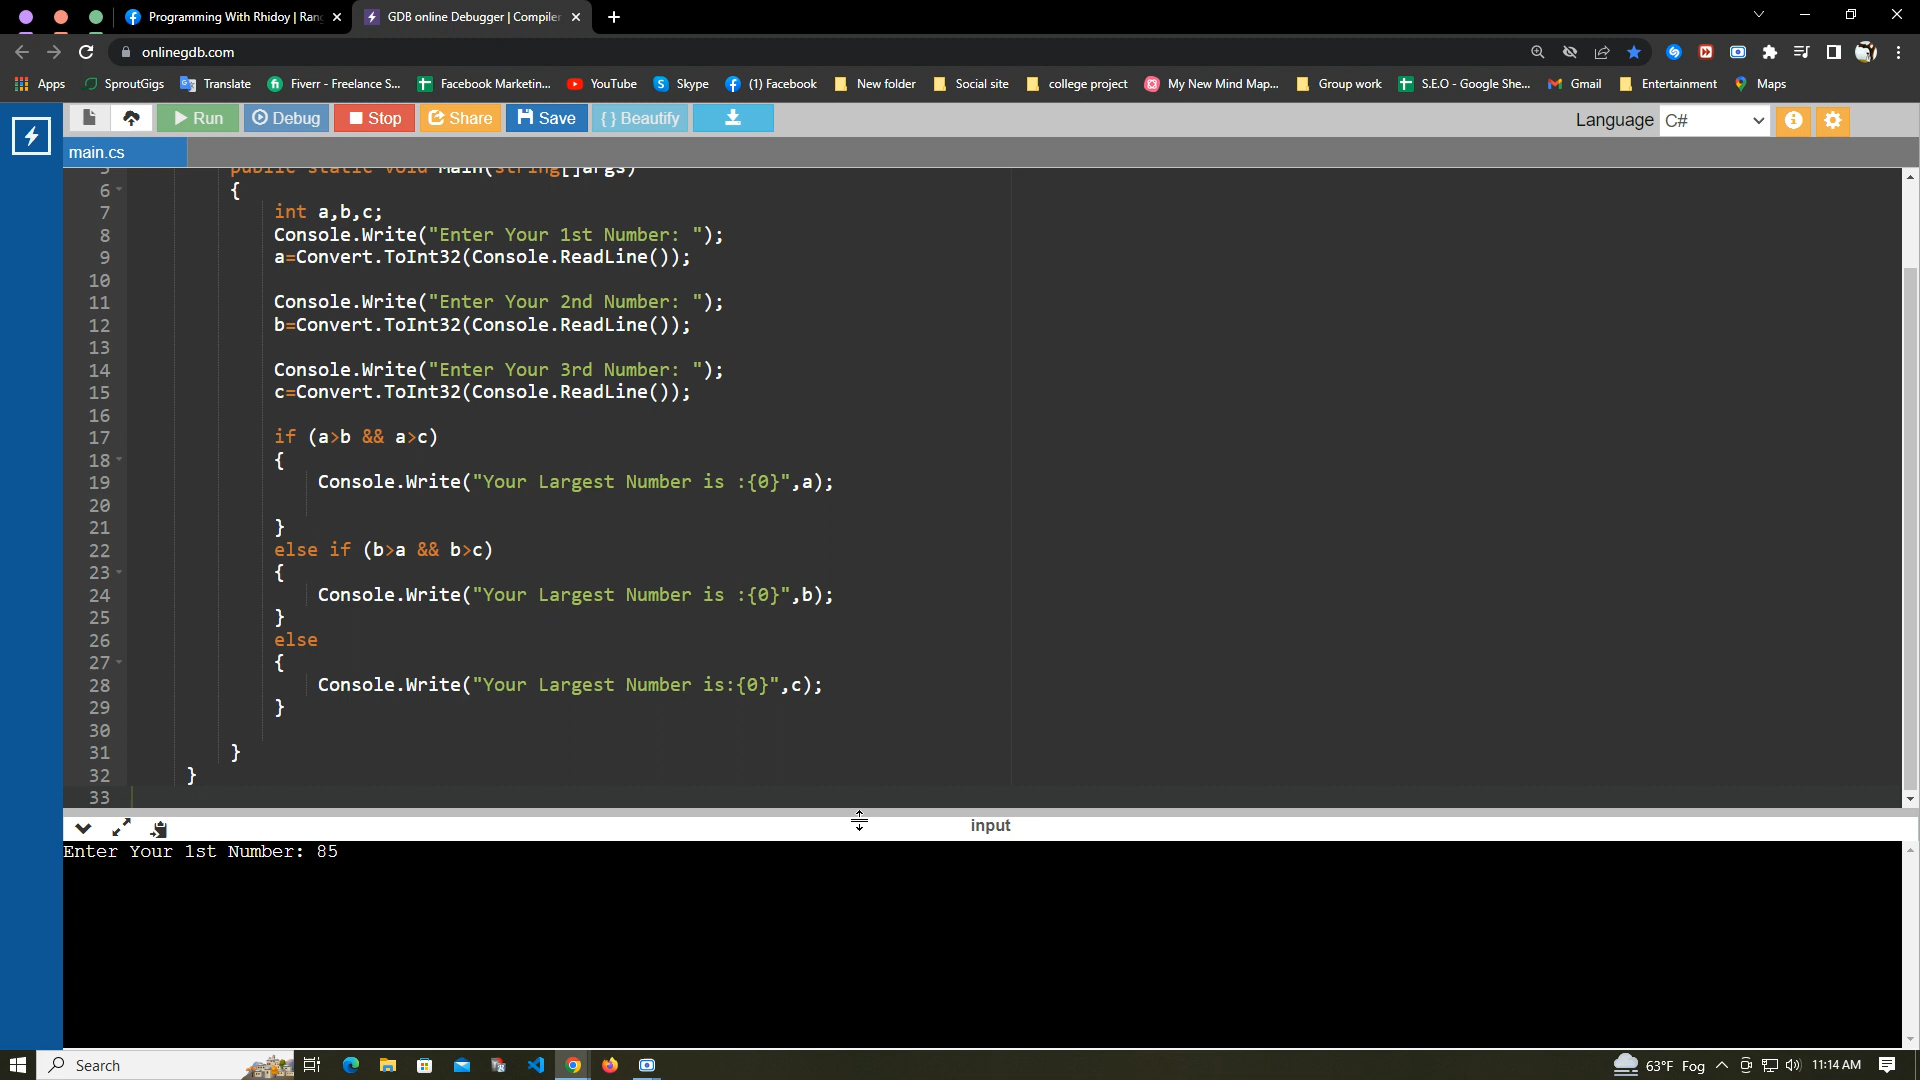 Programming With Rhidoy | Ran
GDB online Debugger | Compiler
onlinegdb.com
Apps
SproutGigs
Translate
Fiverr - Freelance S...
Facebook Marketin...
YouTube
Skype
(1) Facebook
New folder
Social site
college project
My New Mind Map...
Group work
S.E.O - Google She...
Gmail
Entertainment
Maps
Run
Debug
Stop
Share
Save
{ } Beautify
Language
C#
main.cs
5 public static void Main(string[]args)
6 {
7 int a,b,c;
8 Console.Write("Enter Your 1st Number: ");
9 a=Convert.ToInt32(Console.ReadLine());
10
11 Console.Write("Enter Your 2nd Number: ");
12 b=Convert.ToInt32(Console.ReadLine());
13
14 Console.Write("Enter Your 3rd Number: ");
15 c=Convert.ToInt32(Console.ReadLine());
16
17 if (a>b && a>c)
18 {
19 Console.Write("Your Largest Number is :{0}",a);
20
21 }
22 else if (b>a && b>c)
23 {
24 Console.Write("Your Largest Number is :{0}",b);
25 }
26 else
27 {
28 Console.Write("Your Largest Number is:{0}",c);
29 }
30
31 }
32 }
33
input
Enter Your 1st Number: 85
Search
63°F Fog
11:14 AM